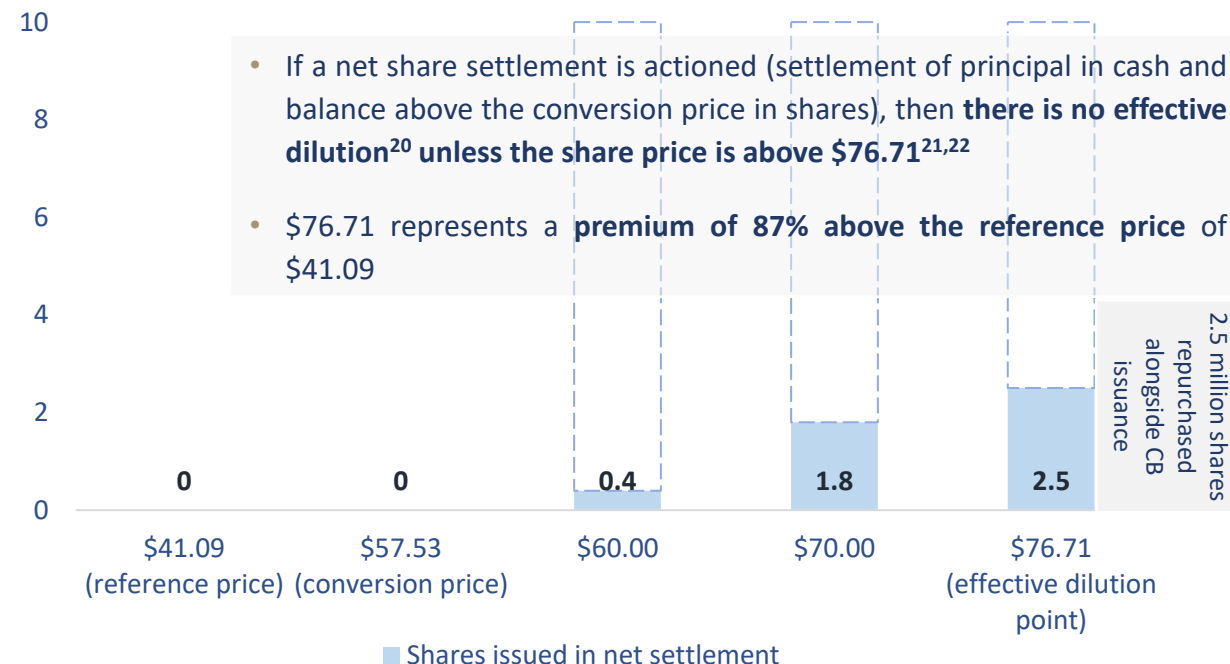 10
8
6
4
2
0
• If a net share settlement is actioned (settlement of principal in cash and
balance above the conversion price in shares), then there is no effective
dilution20 unless the share price is above $76.7121,22
• $76.71 represents a premium of 87% above the reference price of
$41.09
2.5 million shares
repurchased
alongside CB
issuance
0
0
0.4
1.8
2.5
$41.09
(reference price)
$57.53
(conversion price)
$60.00
$70.00
$76.71
(effective dilution
point)
Shares issued in net settlement